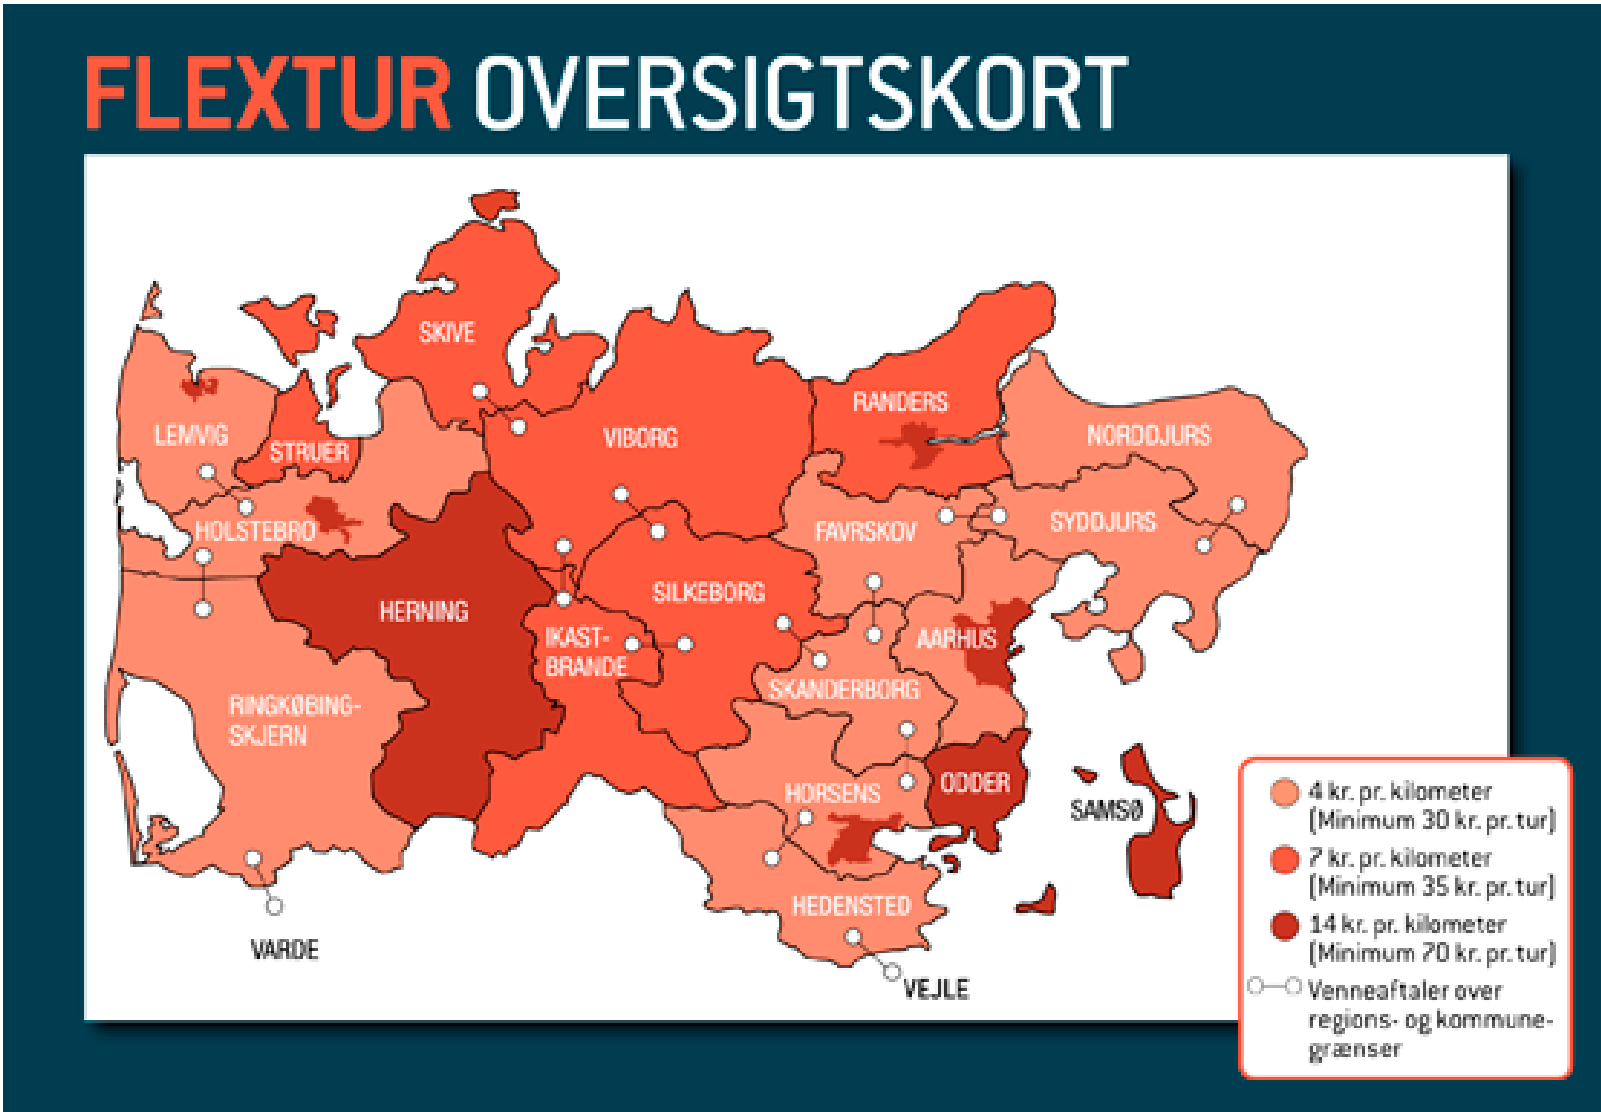 FLEXTUR OVERSIGTSKORT
SKIVE
LEMVIG
STRUER
VIBORG
RANDERS
NORDDJURS
HOLSTEBRO
FAVRSKOV
SYDDJURS
HERNING
SILKEBORG
IKAST-
BRANDE
AARHUS
SKANDERBORG
RINGKØBING-
SKJERN
HORSENS
ODDER
SAMSØ
HEDENSTED
VARDE
VEJLE
4 kr. pr. kilometer
(Minimum 30 kr. pr. tur)
7 kr. pr. kilometer
(Minimum 35 kr. pr. tur)
14 kr. pr. kilometer
(Minimum 70 kr. pr. tur)
Venneaftaler over
regions- og kommune-
grænser